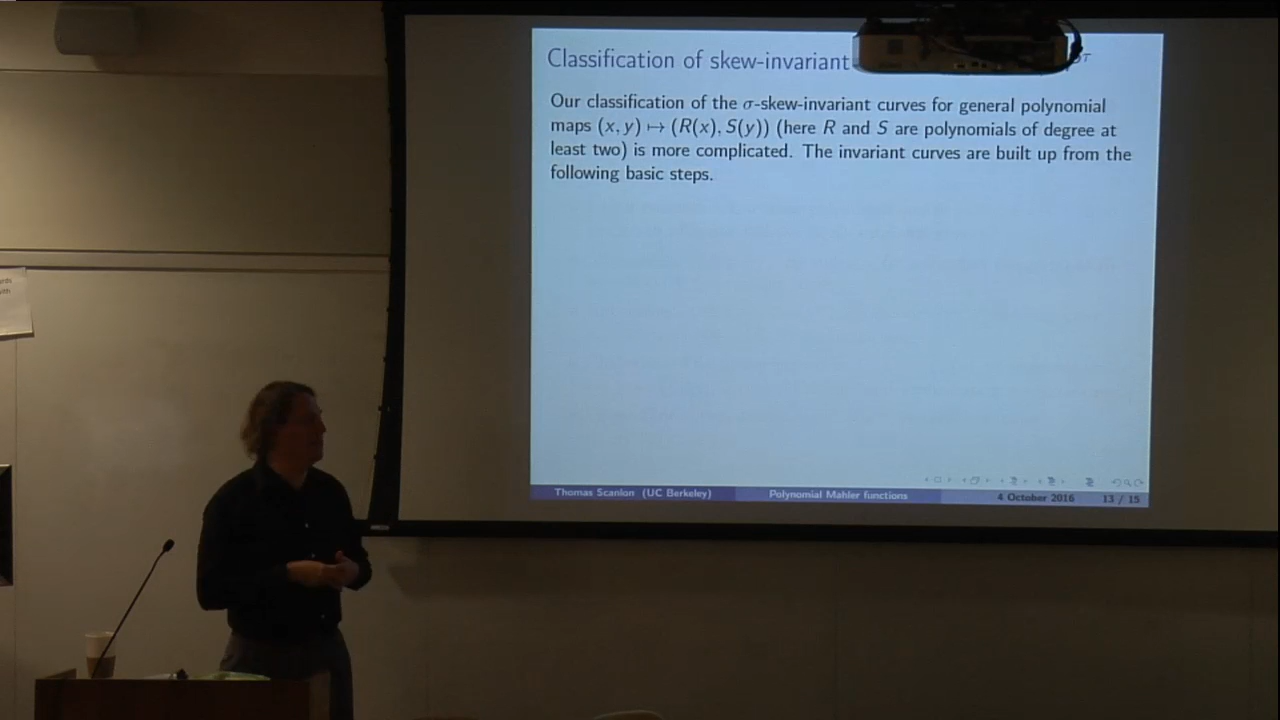 Classification of skew-invariant
Our classification of the σ-skew-invariant curves for general polynomial
maps (x, y) ↦ (R(x), S(y)) (here R and S are polynomials of degree at
least two) is more complicated. The invariant curves are built up from the
following basic steps.
Thomas Scanlon (UC Berkeley) Polynomial Mahler functions 4 October 2016 13 / 15